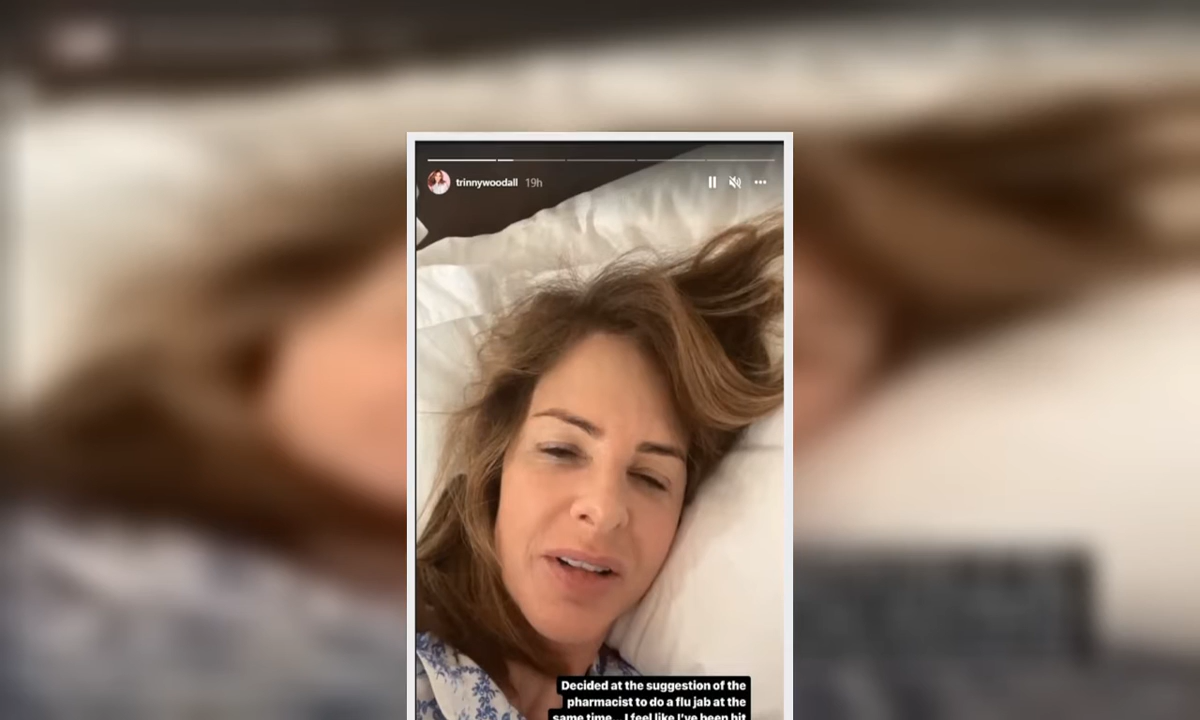 trinnywoodall 19h
Decided at the suggestion of the
pharmacist to do a flu jab at the
same time... I feel like I've been hit